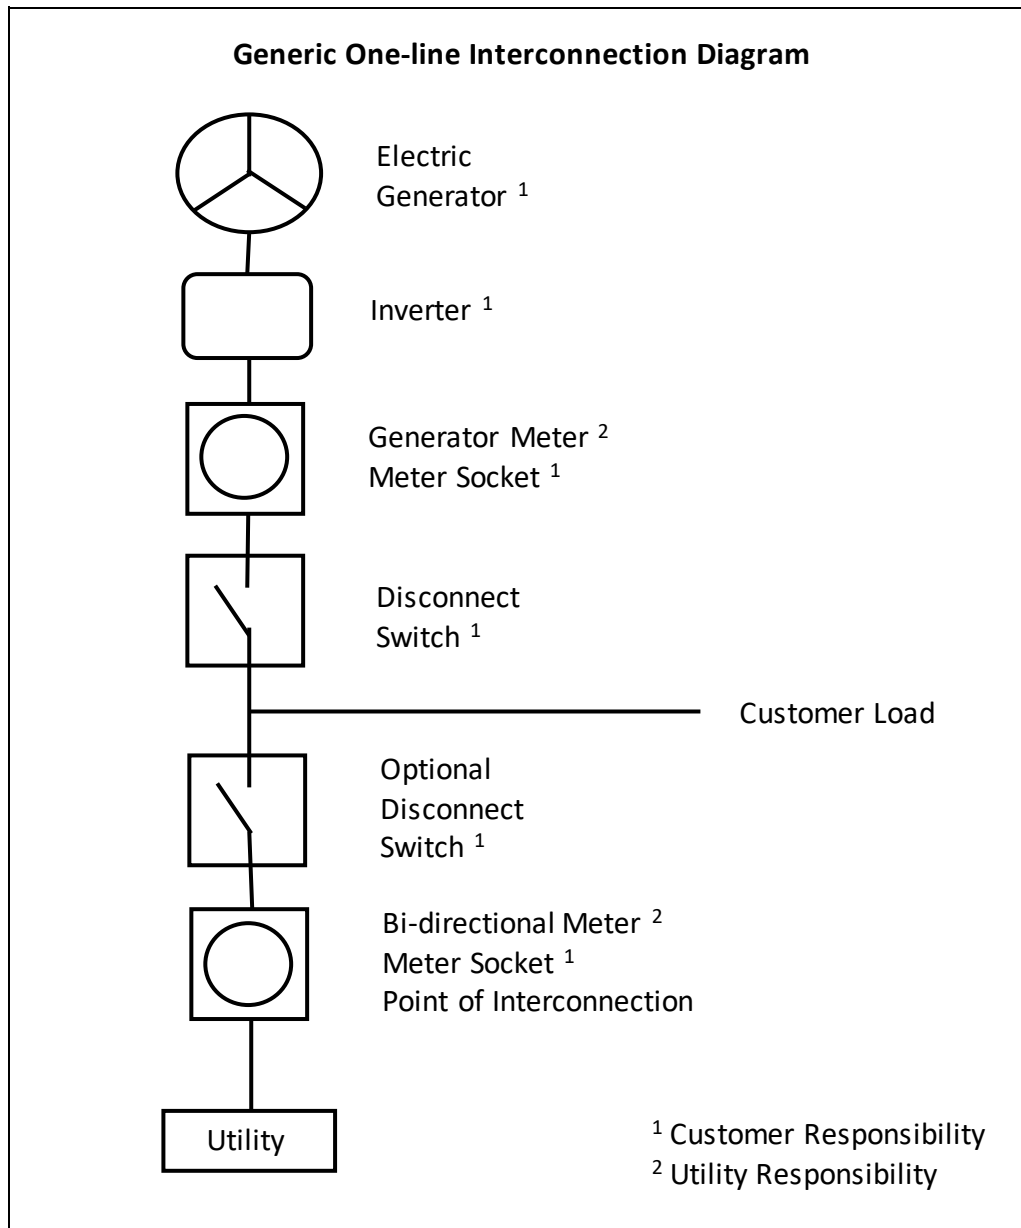 Generic One-line Interconnection Diagram
Electric
Generator ¹
Inverter ¹
Generator Meter ²
Meter Socket ¹
Disconnect
Switch ¹
Customer Load
Optional
Disconnect
Switch ¹
Bi-directional Meter ²
Meter Socket ¹
Point of Interconnection
Utility
¹ Customer Responsibility
² Utility Responsibility